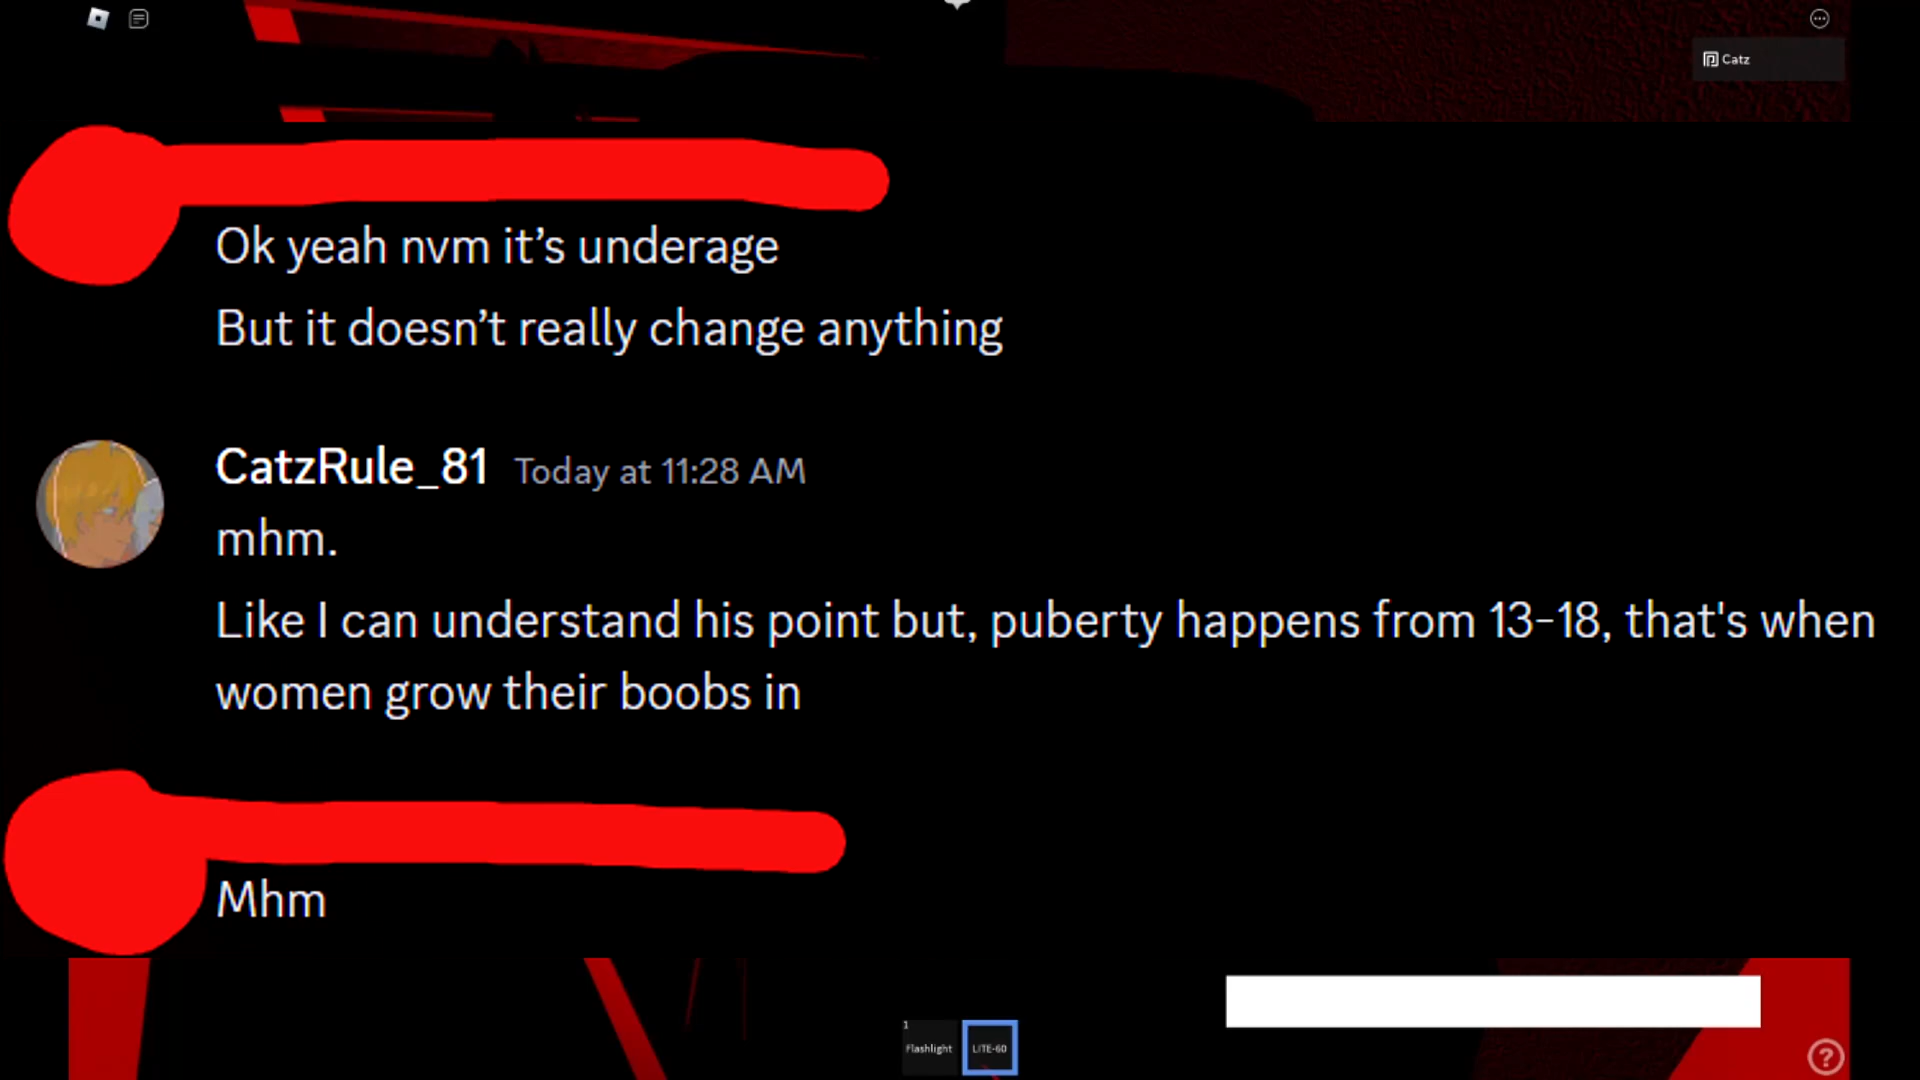 Catz
Ok yeah nvm it’s underage
But it doesn’t really change anything
CatzRule_81 Today at 11:28 AM
mhm.
Like I can understand his point but, puberty happens from 13-18, that's when
women grow their boobs in
Mhm
1
Flashlight
LITE-60
?